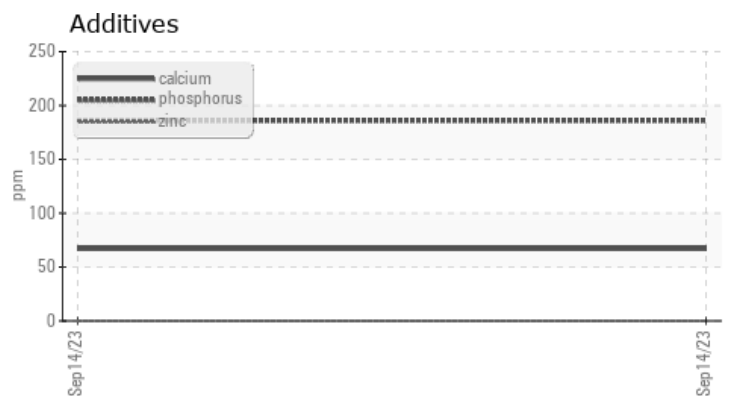 Additives
250
200
150
100
50
0
ppm
calcium
phosphorus
zinc
Sep14/23
Sep14/23